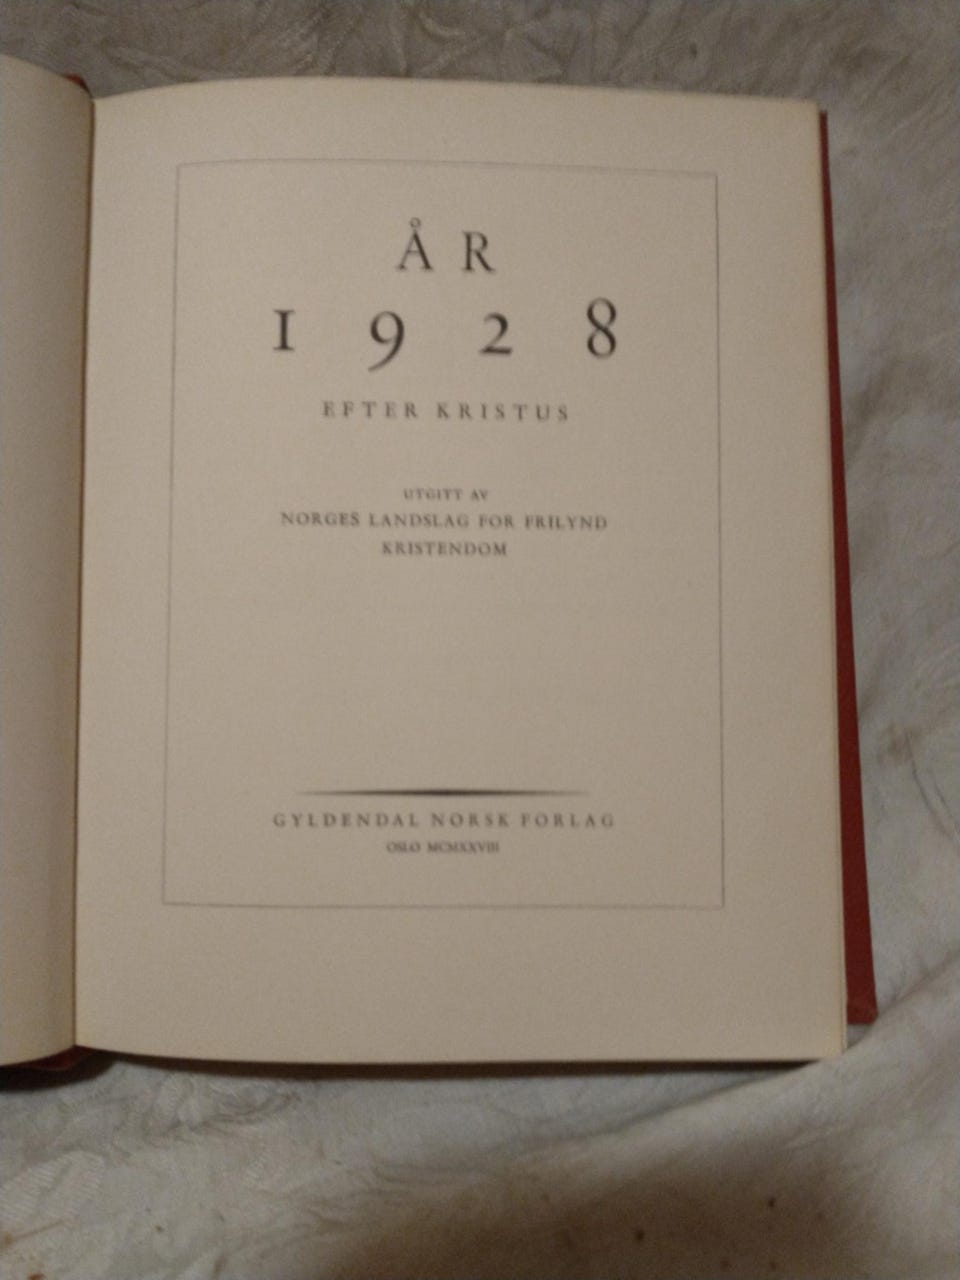 ÅR
1928
EFTER KRISTUS
UTGITT AV
NORGES LANDSLAG FOR FRILYND
KRISTENDOM
GYLDENDAL NORSK FORLAG
OSLO MCMXXVIII